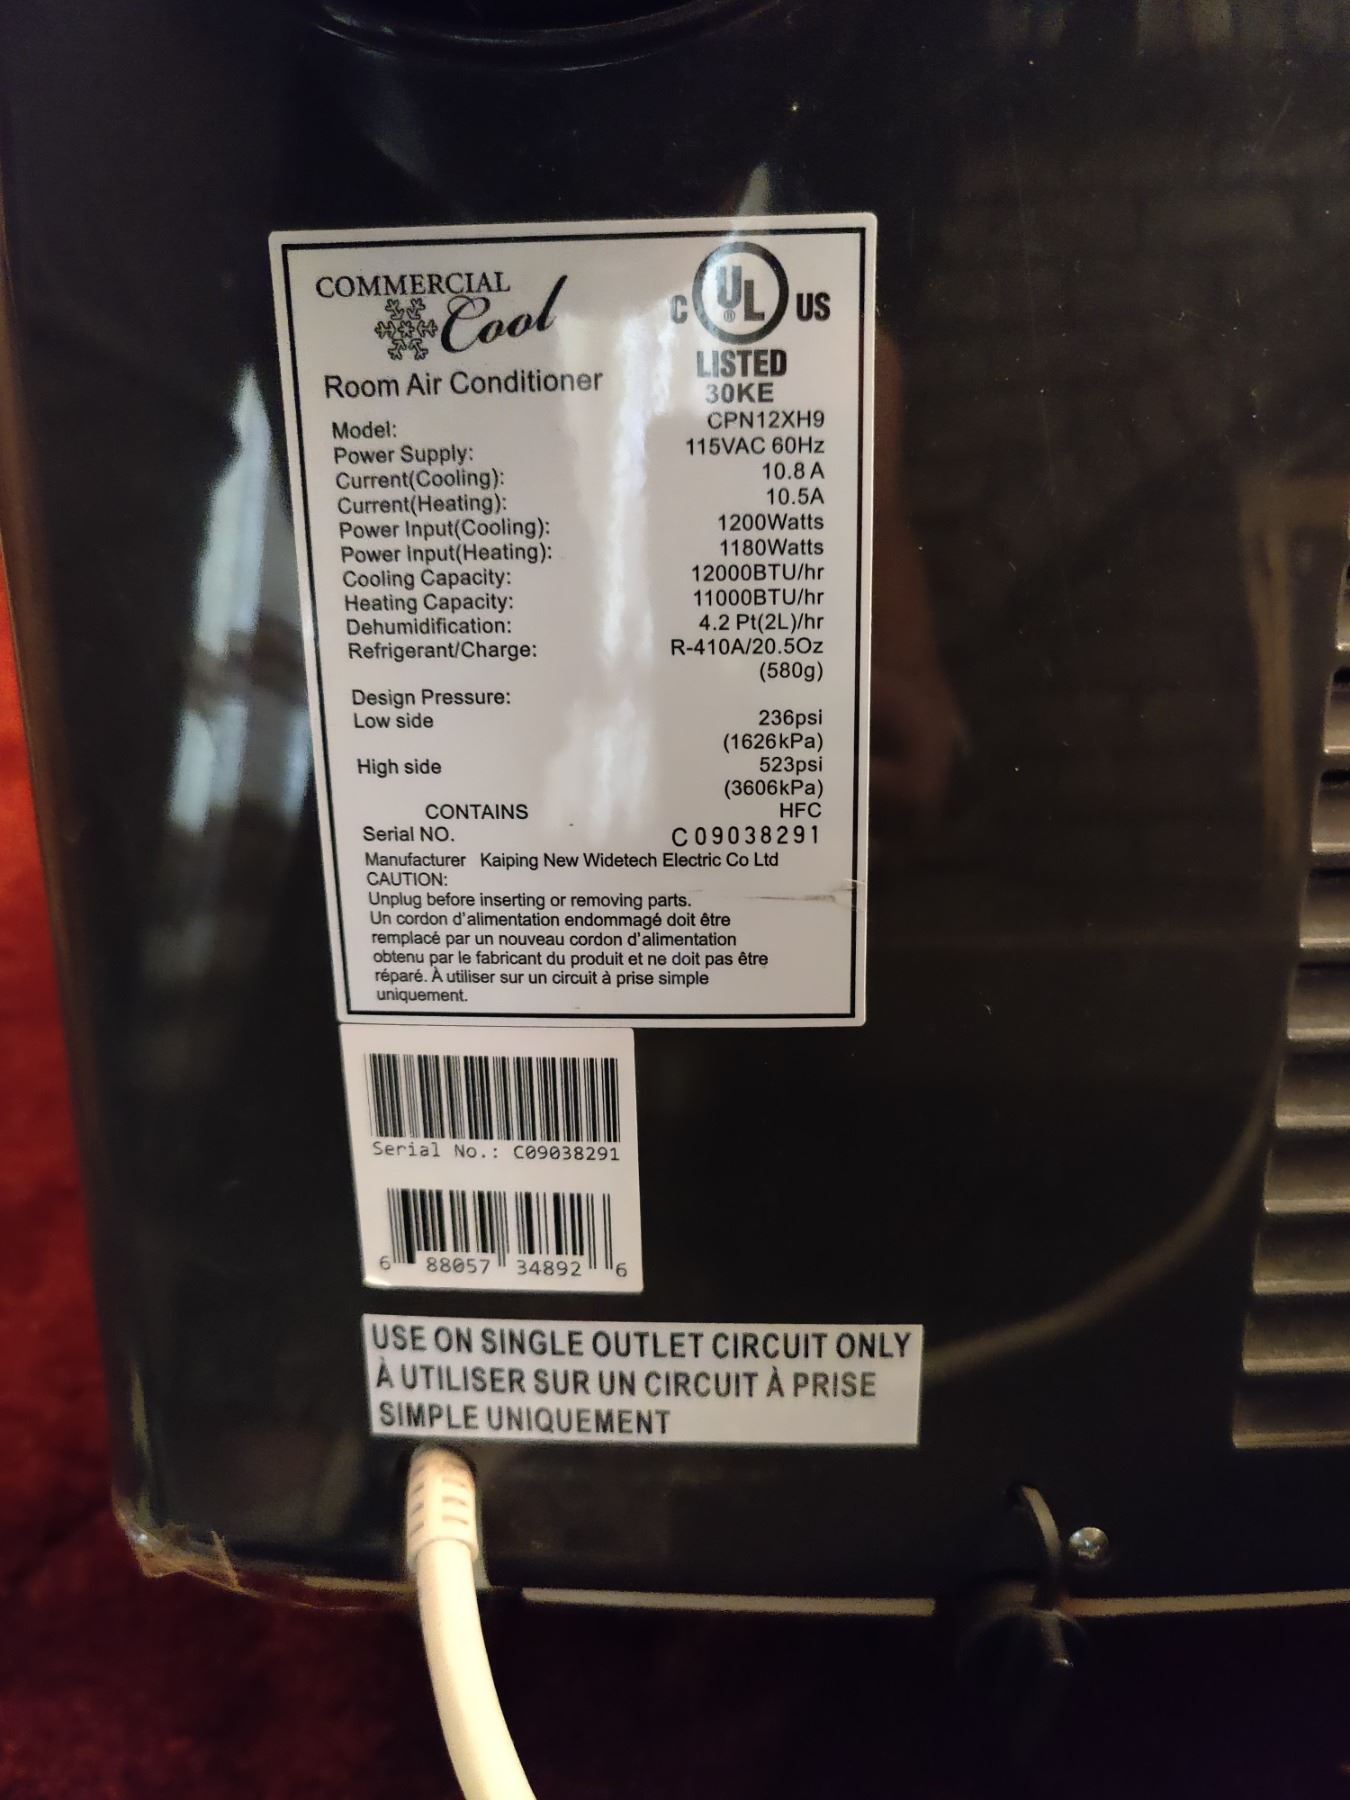 COMMERCIAL
Cool
C UL US
®
LISTED
30KE
Room Air Conditioner
Model: CPN12XH9
Power Supply: 115VAC 60Hz
Current(Cooling): 10.8 A
Current(Heating): 10.5A
Power Input(Cooling): 1200Watts
Power Input(Heating): 1180Watts
Cooling Capacity: 12000BTU/hr
Heating Capacity: 11000BTU/hr
Dehumidification: 4.2 Pt(2L)/hr
Refrigerant/Charge: R-410A/20.5Oz
(580g)
Design Pressure:
Low side 236psi
(1626kPa)
High side 523psi
(3606kPa)
CONTAINS HFC
Serial NO. C09038291
Manufacturer Kaiping New Widetech Electric Co Ltd
CAUTION:
Unplug before inserting or removing parts.
Un cordon d'alimentation endommagé doit être
remplacé par un nouveau cordon d'alimentation
obtenu par le fabricant du produit et ne doit pas être
réparé. À utiliser sur un circuit à prise simple
uniquement.
Serial No.: C09038291
6 88057 34892 6
USE ON SINGLE OUTLET CIRCUIT ONLY
À UTILISER SUR UN CIRCUIT À PRISE
SIMPLE UNIQUEMENT